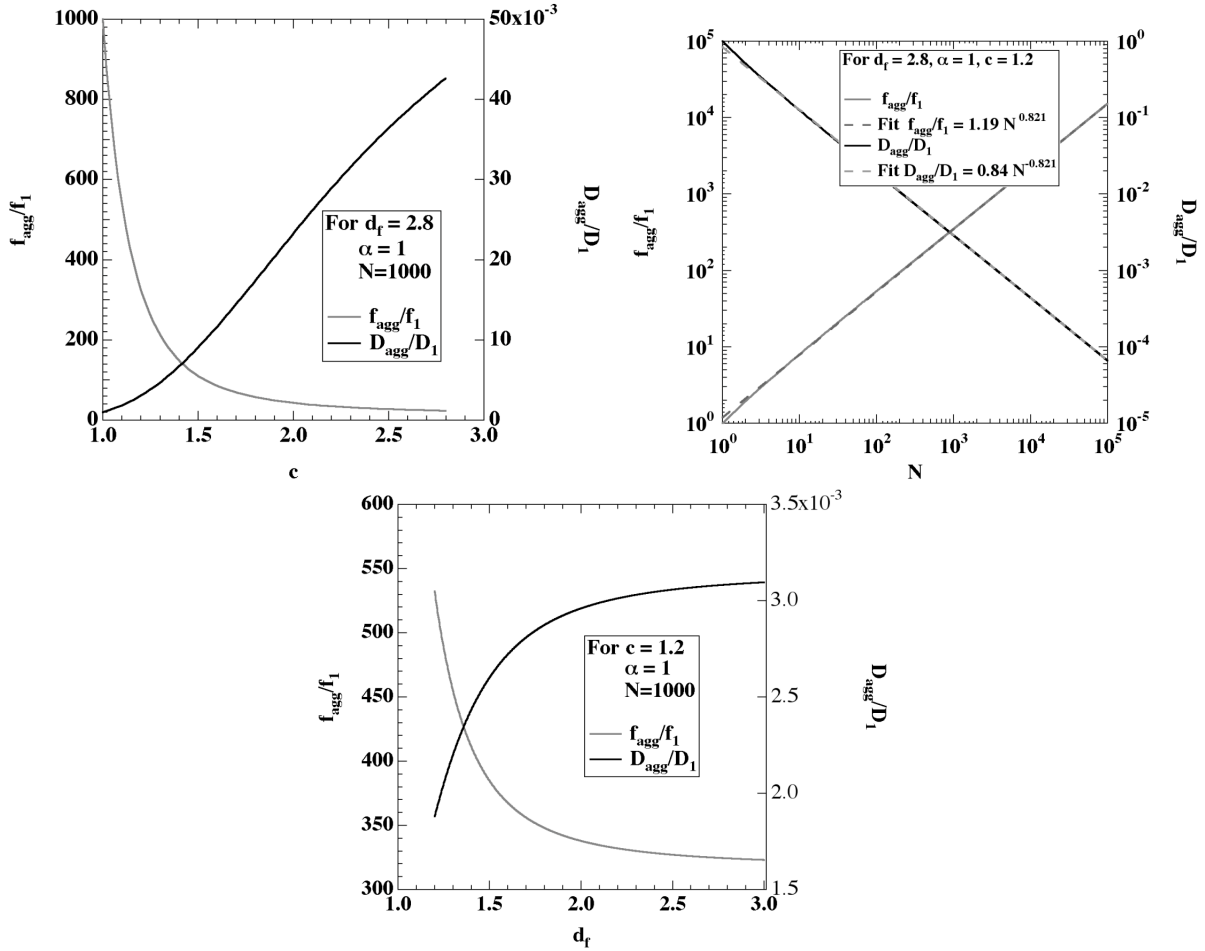 1000
800
600
400
200
0
f_agg/f_1
50x10^-3
40
30
20
10
0
D_agg/D_1
For d_f = 2.8
α = 1
N=1000
f_agg/f_1
D_agg/D_1
1.0 1.5 2.0 2.5 3.0
c
10^5
10^4
10^3
10^2
10^1
10^0
f_agg/f_1
10^0
10^-1
10^-2
10^-3
10^-4
10^-5
D_agg/D_1
For d_f = 2.8, α = 1, c = 1.2
f_agg/f_1
Fit f_agg/f_1 = 1.19 N^0.821
D_agg/D_1
Fit D_agg/D_1 = 0.84 N^-0.821
10^0 10^1 10^2 10^3 10^4 10^5
N
600
550
500
450
400
350
300
f_agg/f_1
3.5x10^-3
3.0
2.5
2.0
1.5
D_agg/D_1
For c = 1.2
α = 1
N=1000
f_agg/f_1
D_agg/D_1
1.0 1.5 2.0 2.5 3.0
d_f